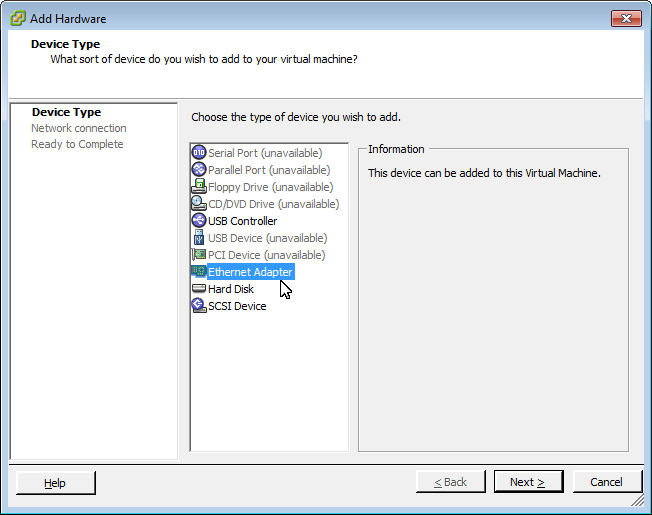 Add Hardware
Device Type
What sort of device do you wish to add to your virtual machine?
Device Type
Network connection
Ready to Complete
Choose the type of device you wish to add.
Serial Port (unavailable)
Parallel Port (unavailable)
Floppy Drive (unavailable)
CD/DVD Drive (unavailable)
USB Controller
USB Device (unavailable)
PCI Device (unavailable)
Ethernet Adapter
Hard Disk
SCSI Device
Information
This device can be added to this Virtual Machine.
Help
< Back
Next >
Cancel